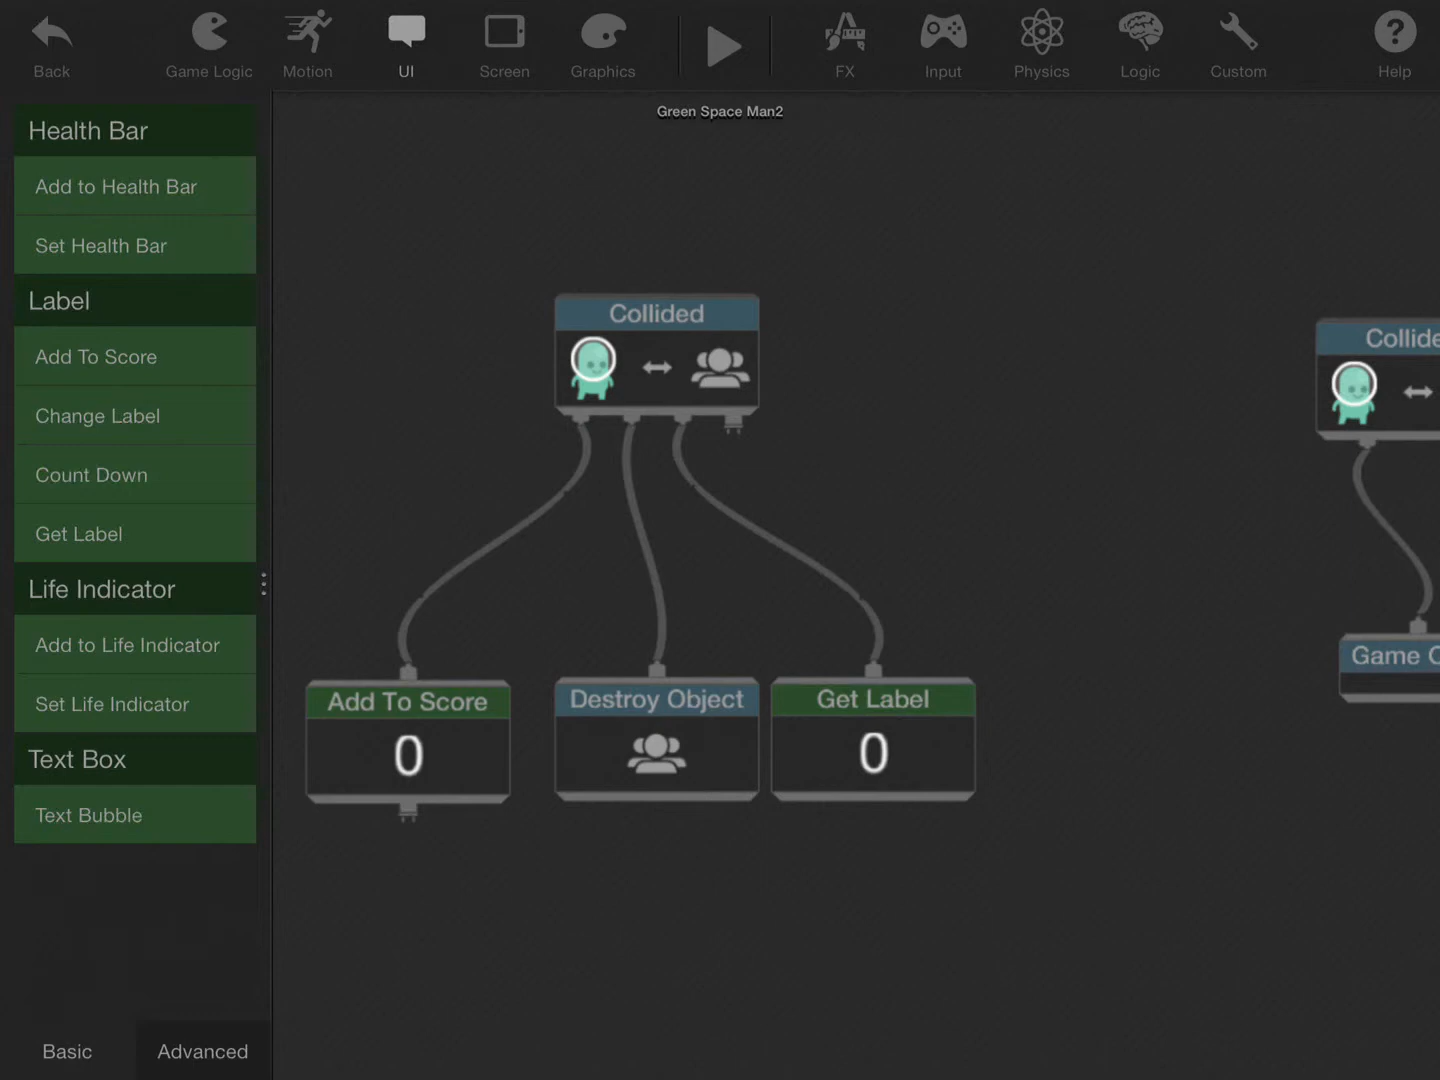 Back
Game Logic
Motion
UI
Screen
Graphics
FX
Input
Physics
Logic
Custom
Help
Green Space Man2
Health Bar
Add to Health Bar
Set Health Bar
Label
Add To Score
Change Label
Count Down
Get Label
Life Indicator
Add to Life Indicator
Set Life Indicator
Text Box
Text Bubble
Basic
Advanced
Collided
Add To Score
0
Destroy Object
Get Label
0
Collide
Game O